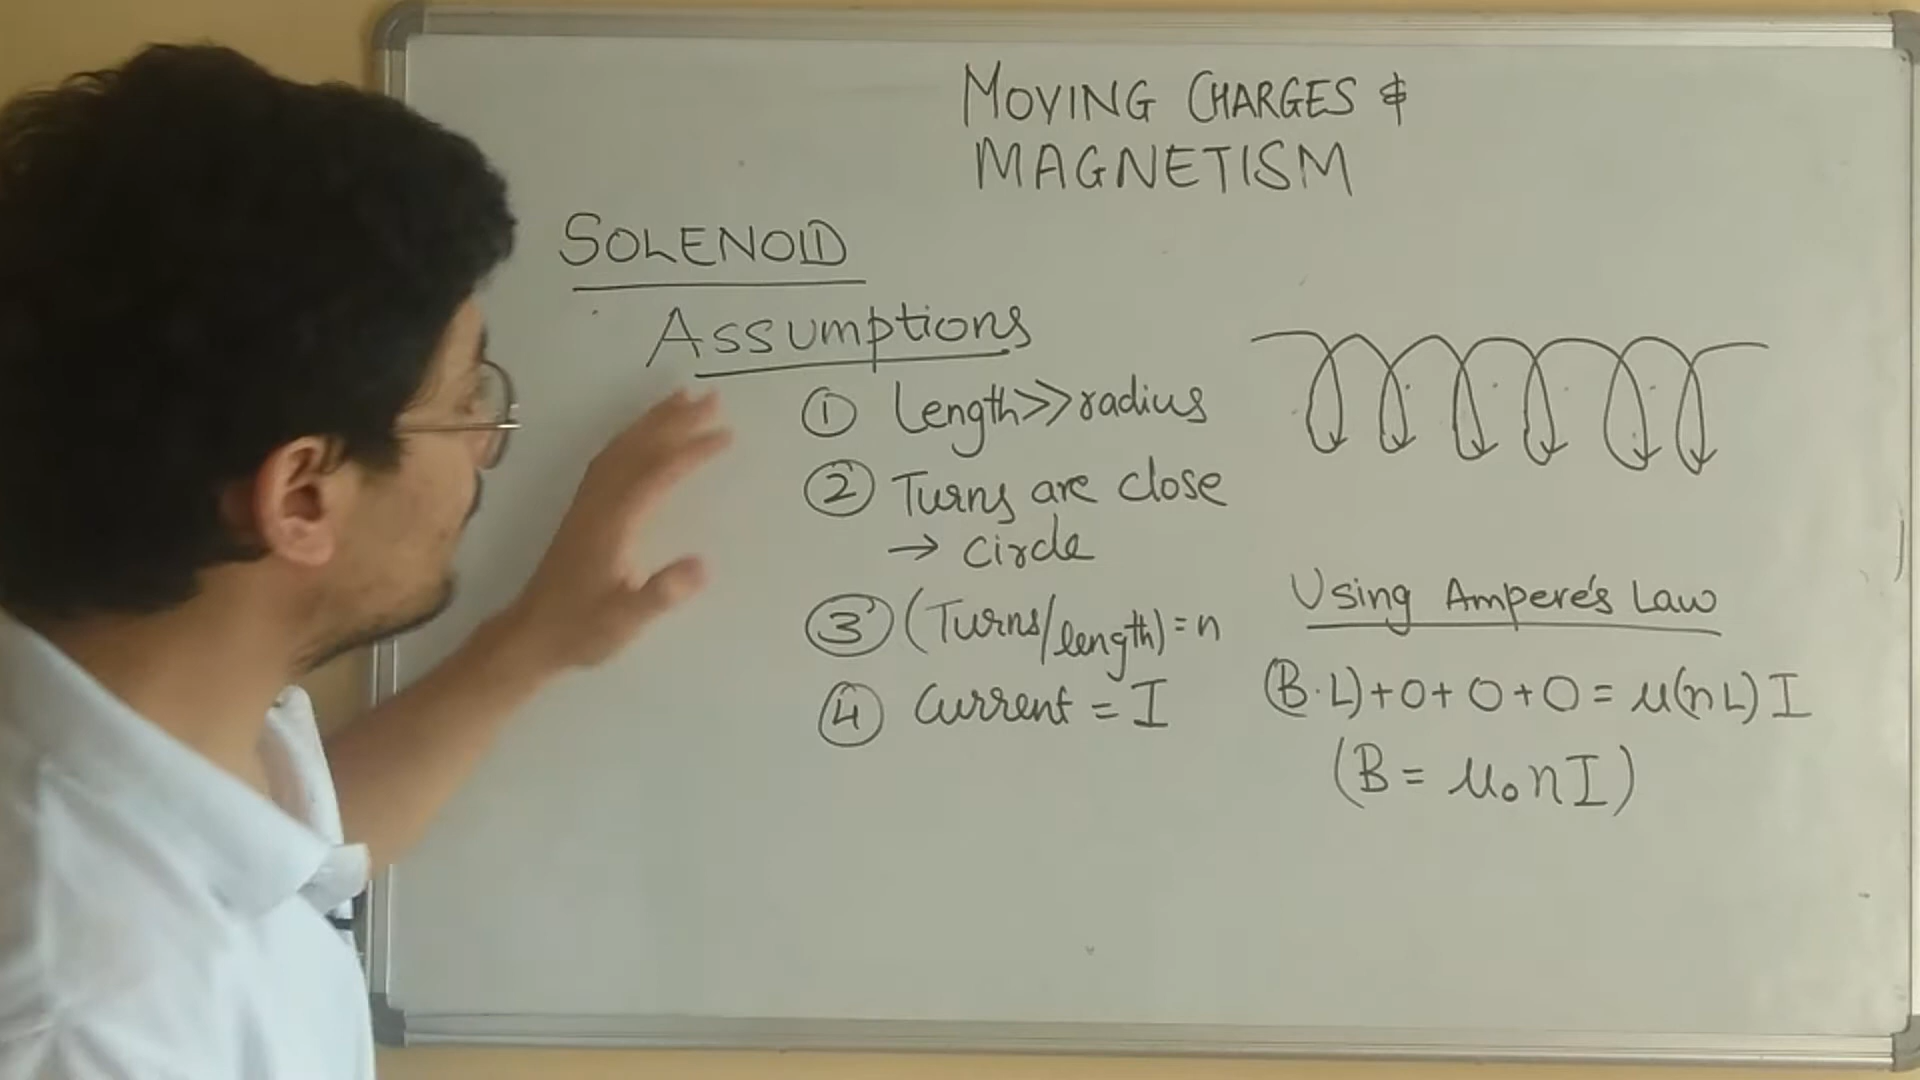 MOVING CHARGES &
MAGNETISM
SOLENOID
Assumptions
① Length>>radius
② Turns are close
→ circle
③ (Turns/length) = n
④ Current = I
Using Ampere's Law
(B.L)+0+0+0 = μ(nL) I
(B = μ₀nI)